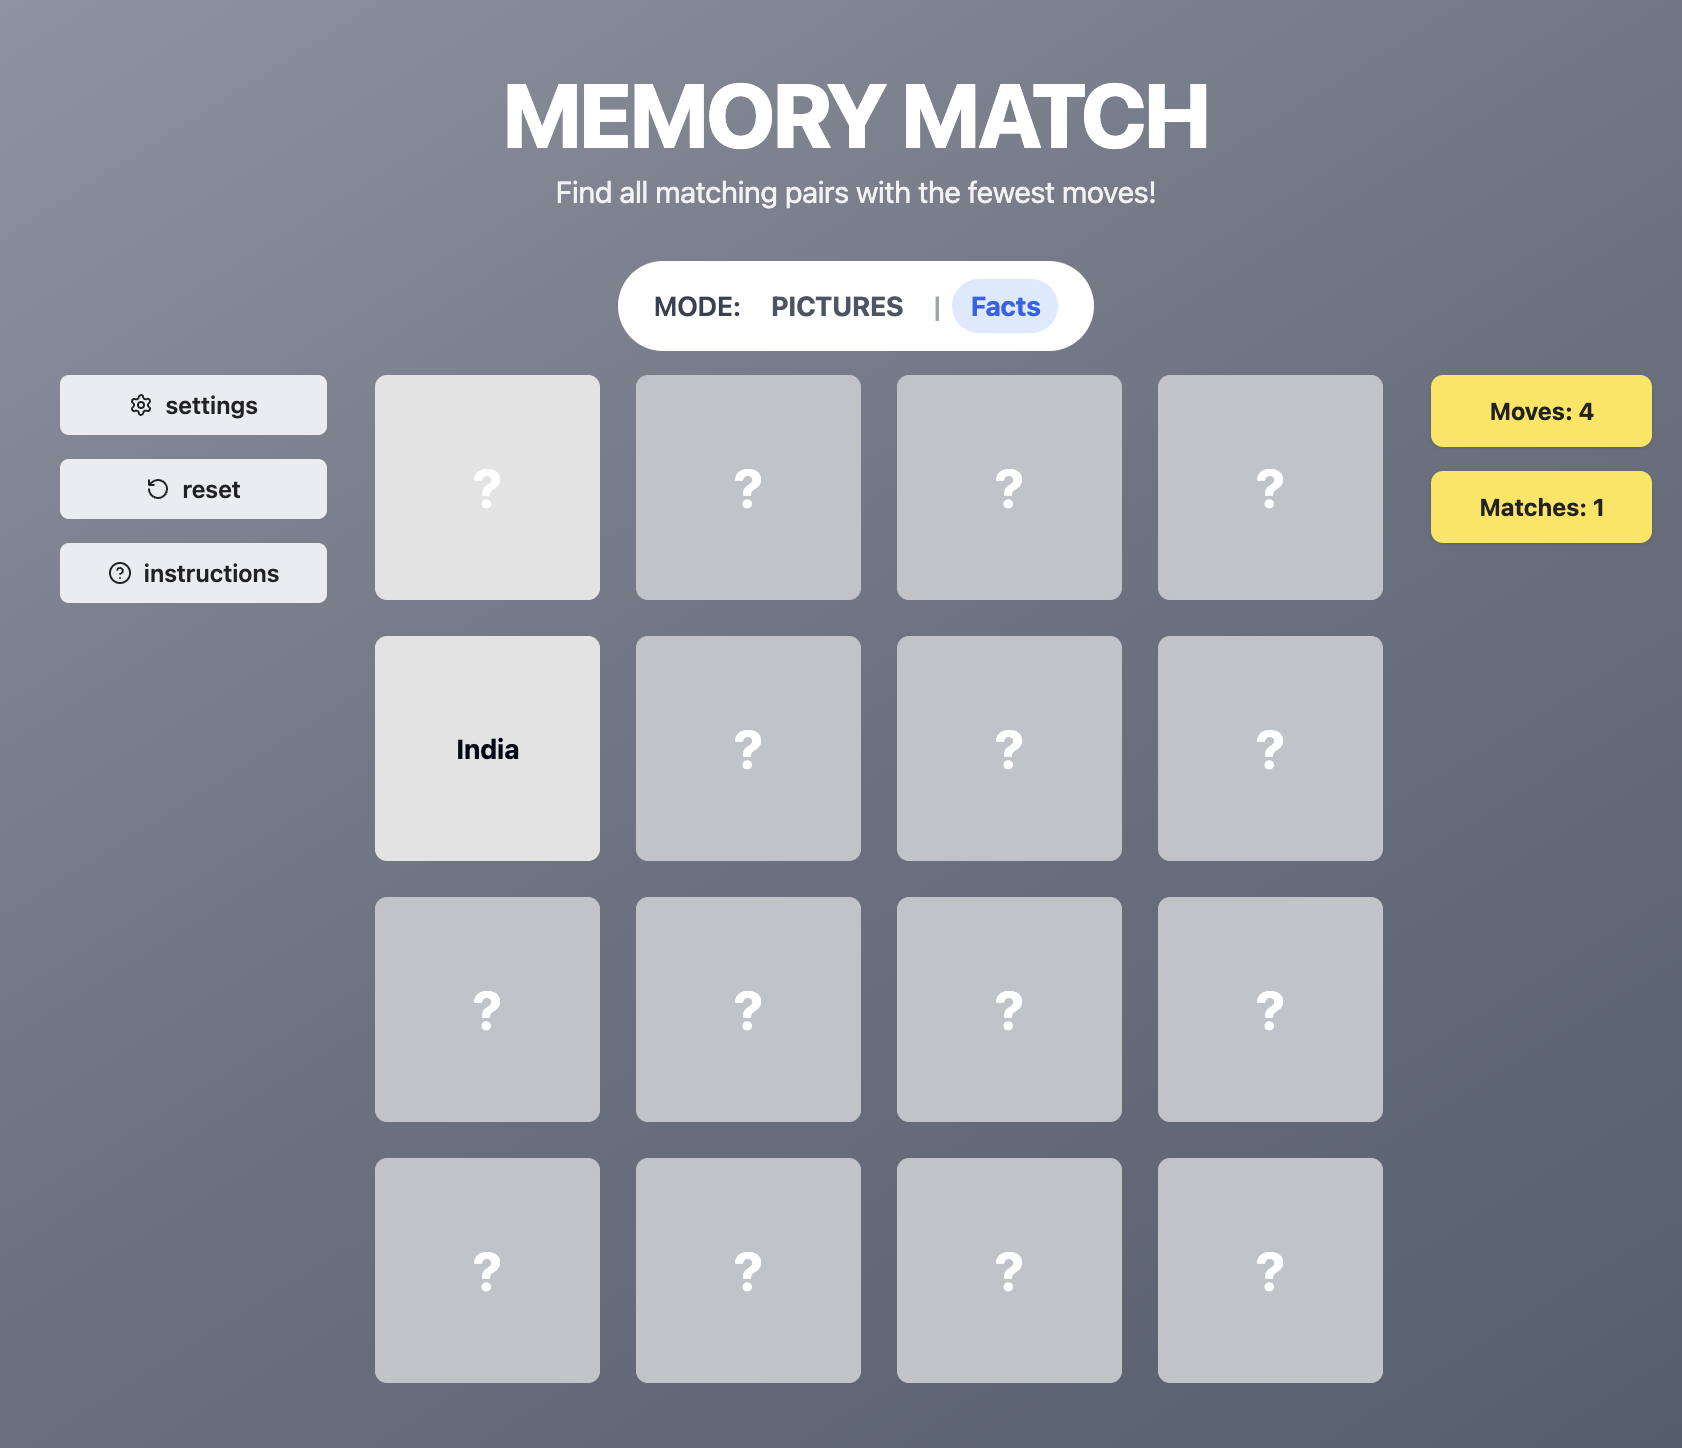 MEMORY MATCH
Find all matching pairs with the fewest moves!
MODE: PICTURES | Facts
settings
reset
instructions
? ? ? ?
Moves: 4
Matches: 1
India ? ? ?
? ? ? ?
? ? ? ?